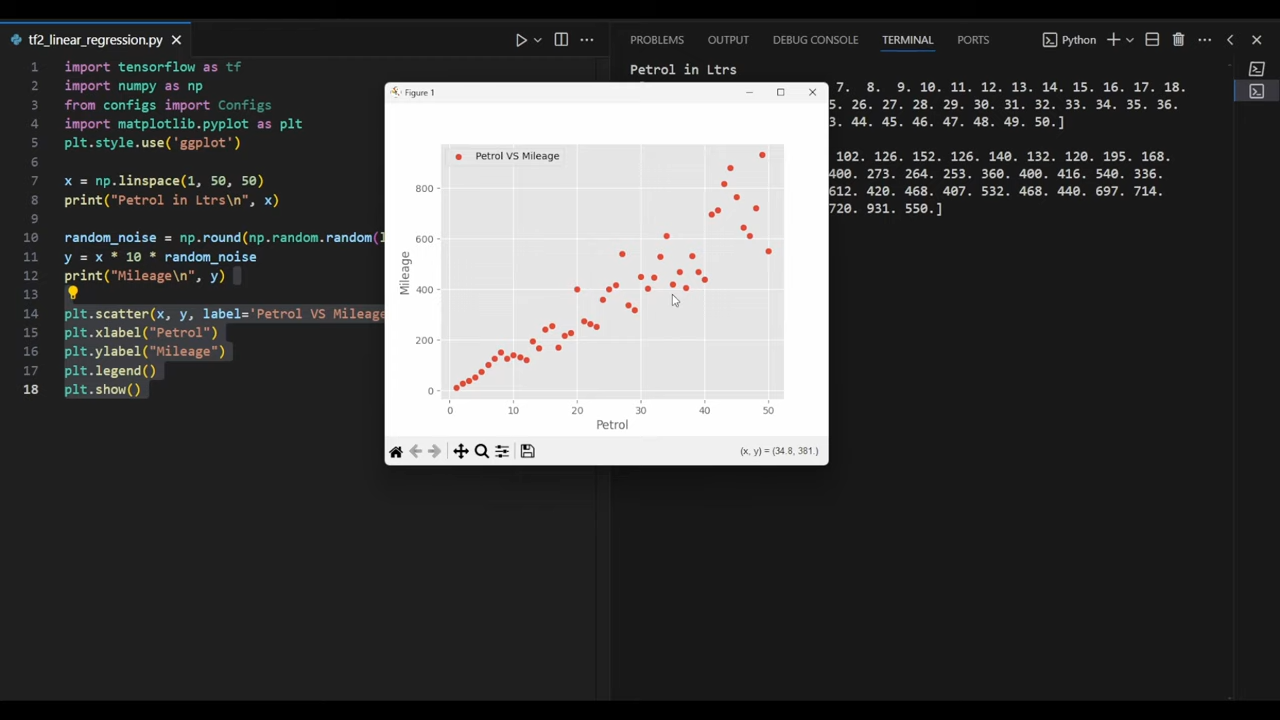 tf2_linear_regression.py
PROBLEMS OUTPUT DEBUG CONSOLE TERMINAL PORTS Python
1 import tensorflow as tf
2 import numpy as np
3 from configs import Configs
4 import matplotlib.pyplot as plt
5 plt.style.use('ggplot')
6
7 x = np.linspace(1, 50, 50)
8 print("Petrol in Ltrs\n", x)
9
10 random_noise = np.round(np.random.random(
11 y = x * 10 * random_noise
12 print("Mileage\n", y)
13
14 plt.scatter(x, y, label='Petrol VS Mileage
15 plt.xlabel("Petrol")
16 plt.ylabel("Mileage")
17 plt.legend()
18 plt.show()
Figure 1
Petrol VS Mileage
800
600
400
200
0
Mileage
0 10 20 30 40 50
Petrol
(x, y) = (34.8, 381.)
Petrol in Ltrs
7. 8. 9. 10. 11. 12. 13. 14. 15. 16. 17. 18.
26. 27. 28. 29. 30. 31. 32. 33. 34. 35. 36.
44. 45. 46. 47. 48. 49. 50.]
102. 126. 152. 126. 140. 132. 120. 195. 168.
400. 273. 264. 253. 360. 400. 416. 540. 336.
612. 420. 468. 407. 532. 468. 440. 697. 714.
720. 931. 550.]